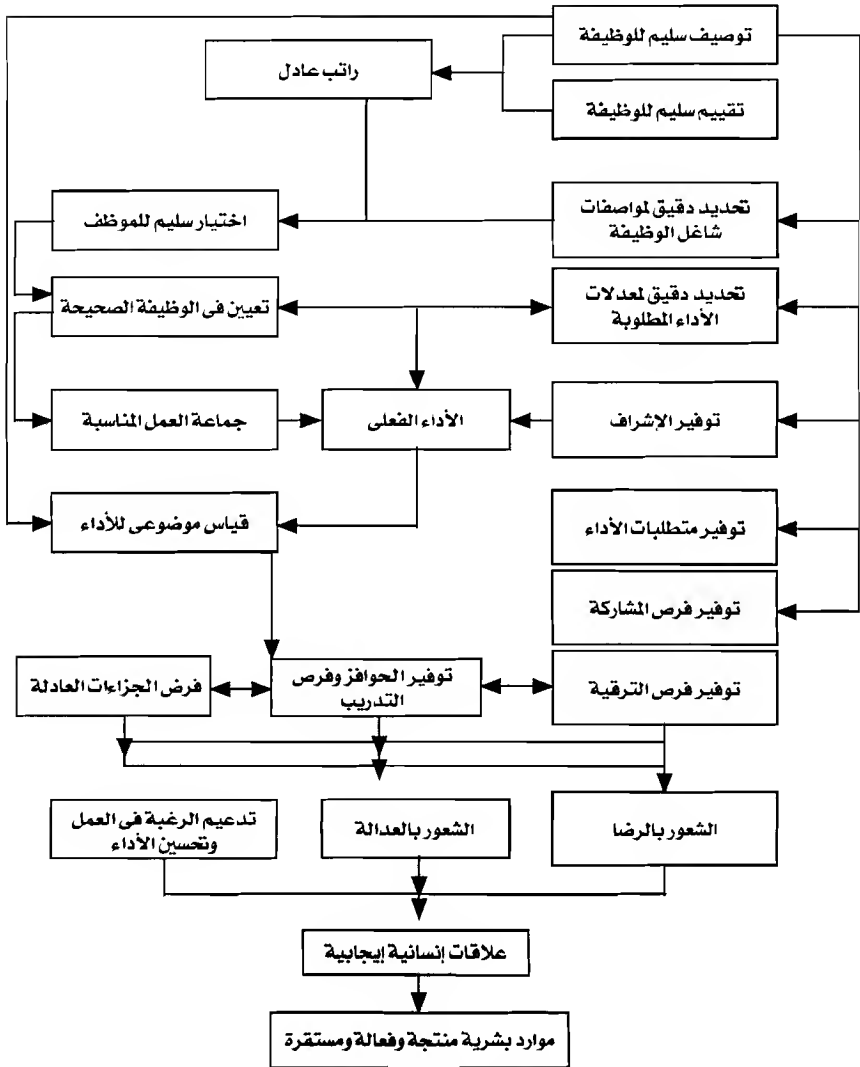 توصيف سليم للوظيفة
راتب عادل
تقييم سليم للوظيفة
تحديد دقيق لمواصفات
شاغل الوظيفة
اختيار سليم للموظف
تحديد دقيق لمعدلات
الأداء المطلوبة
تعيين فى الوظيفة الصحيحة
توفير الإشراف
الأداء الفعلى
جماعة العمل المناسبة
توفير متطلبات الأداء
قياس موضوعى للأداء
توفير فرص المشاركة
توفير فرص الترقية
توفير الحوافز وفرص
التدريب
فرض الجزاءات العادلة
الشعور بالرضا
الشعور بالعدالة
تدعيم الرغبة فى العمل
وتحسين الأداء
علاقات إنسانية إيجابية
موارد بشرية منتجة وفعالة ومستقرة